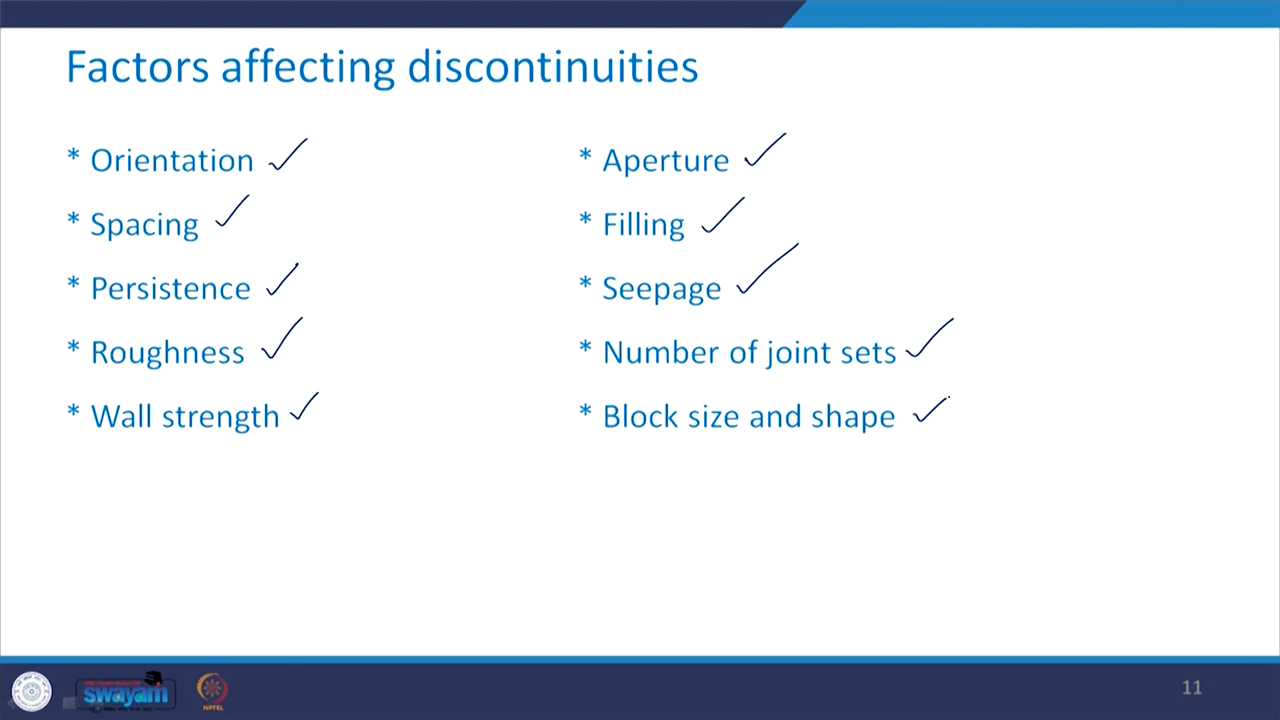 Factors affecting discontinuities
* Orientation
* Spacing
* Persistence
* Roughness
* Wall strength
* Aperture
* Filling
* Seepage
* Number of joint sets
* Block size and shape
swayam
NPTEL
11